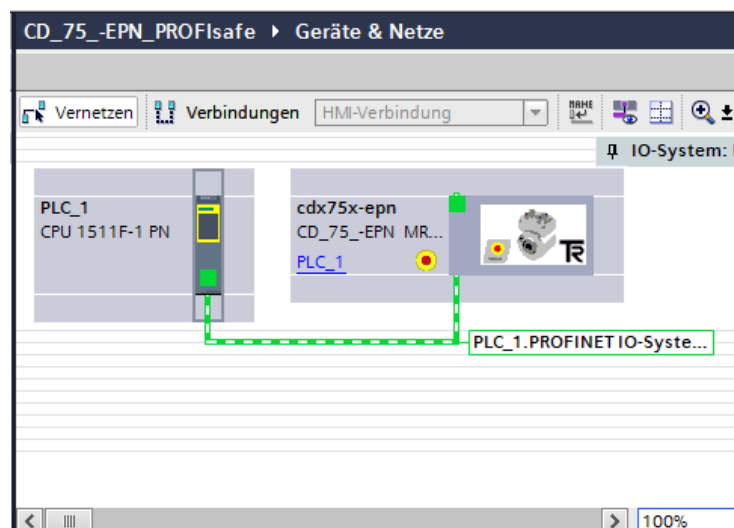 CD_75_-EPN_PROFIsafe ▸ Geräte & Netze
Vernetzen Verbindungen HMI-Verbindung
IO-System:
PLC_1
CPU 1511F-1 PN
cdx75x-epn
CD_75_-EPN MR...
PLC_1
TR
PLC_1.PROFINET IO-Syste...
100%